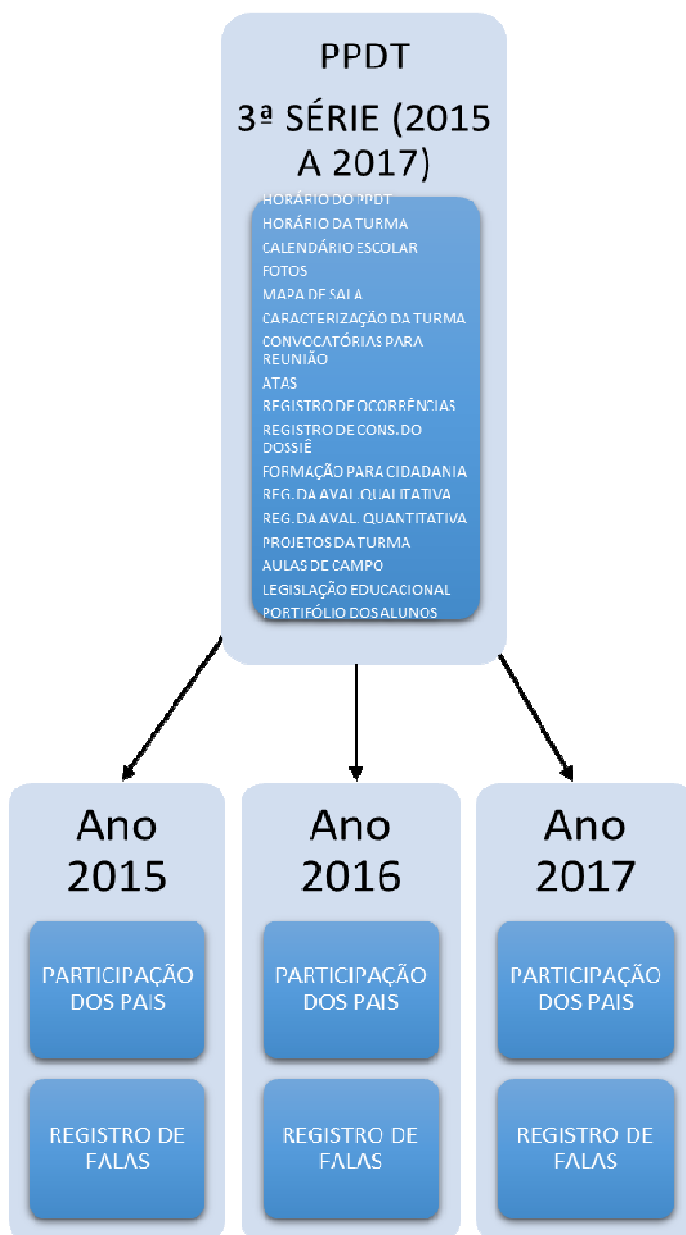 PPDT
3ª SÉRIE (2015
A 2017)
HORÁRIO DO PPDT
HORÁRIO DA TURMA
CALENDÁRIO ESCOLAR
FOTOS
MAPA DE SALA
CARACTERIZAÇÃO DA TURMA
CONVOCATÓRIAS PARA
REUNIÃO
ATAS
REGISTRO DE OCORRÊNCIAS
REGISTRO DE CONS. DO
DOSSIÊ
FORMAÇÃO PARA CIDADANIA
REG. DA AVAL. QUALITATIVA
REG. DA AVAL. QUANTITATIVA
PROJETOS DA TURMA
AULAS DE CAMPO
LEGISLAÇÃO EDUCACIONAL
PORTIFÓLIO DOS ALUNOS
Ano
2015
PARTICIPAÇÃO
DOS PAIS
REGISTRO DE
FALAS
Ano
2016
PARTICIPAÇÃO
DOS PAIS
REGISTRO DE
FALAS
Ano
2017
PARTICIPAÇÃO
DOS PAIS
REGISTRO DE
FALAS